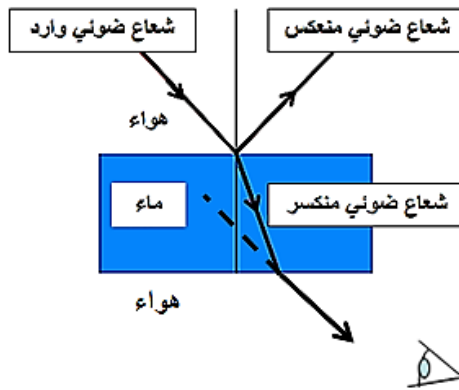 شعاع ضوئي وارد
شعاع ضوئي منعكس
هواء
ماء
شعاع ضوئي منكسر
هواء